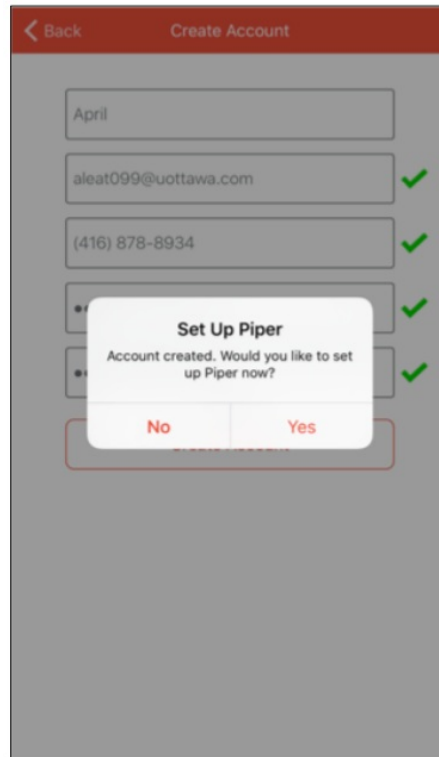 Back
Create Account
April
aleat099@uottawa.com
(416) 878-8934
Set Up Piper
Account created. Would you like to set
up Piper now?
No
Yes